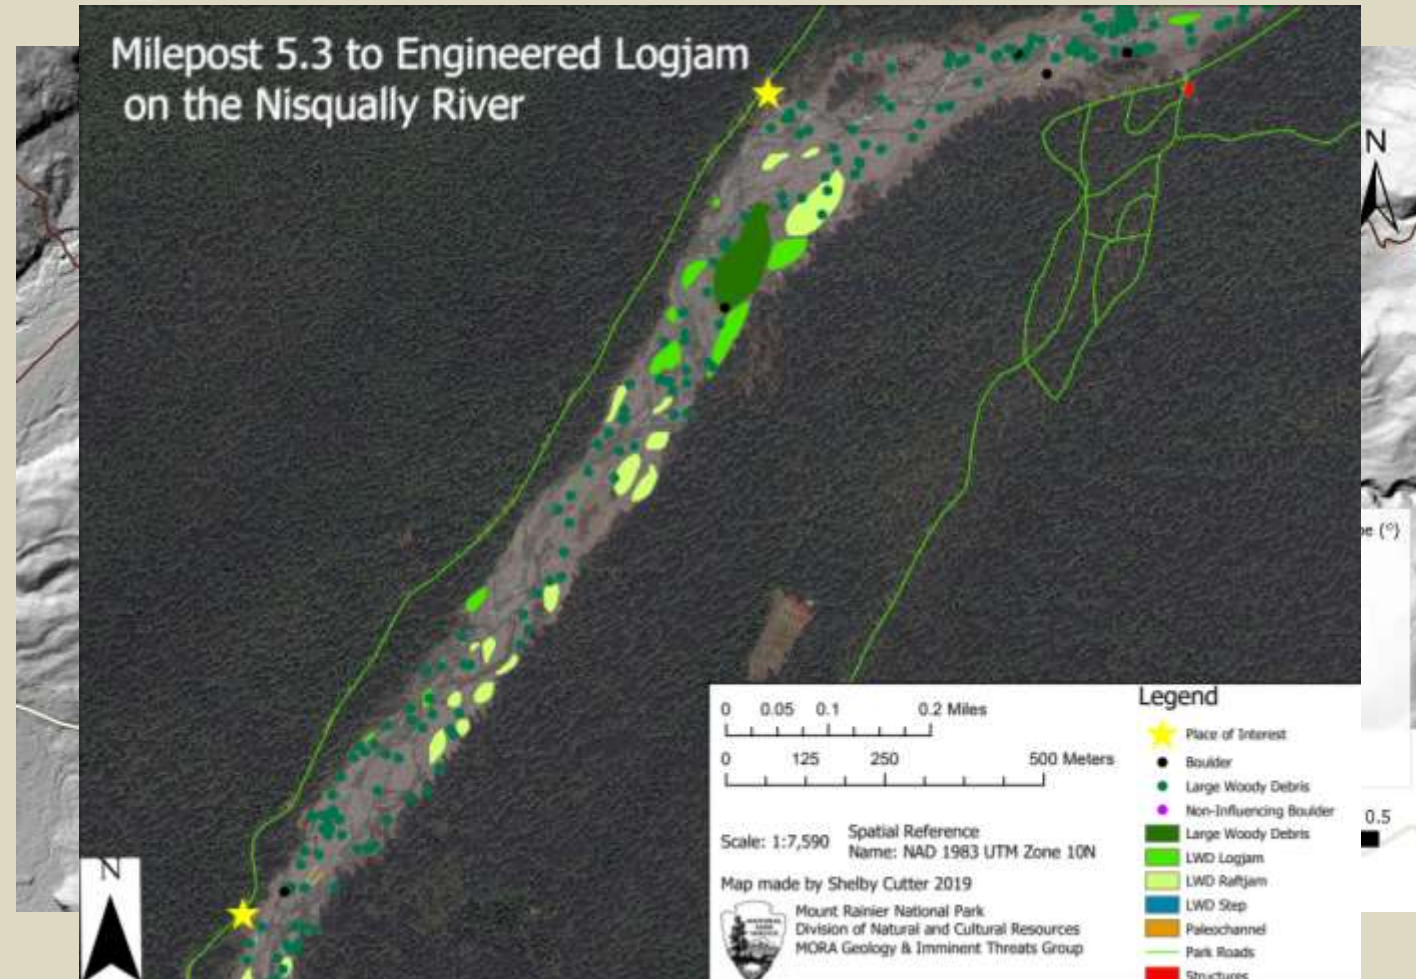 Milepost 5.3 to Engineered Logjam
on the Nisqually River
N
pe (°)
0.5
N
0 0.05 0.1 0.2 Miles
0 125 250 500 Meters
Scale: 1:7,590
Spatial Reference
Name: NAD 1983 UTM Zone 10N
Map made by Shelby Cutter 2019
Mount Rainier National Park
Division of Natural and Cultural Resources
MORA Geology & Imminent Threats Group
Legend
Place of Interest
Boulder
Large Woody Debris
Non-Influencing Boulder
Large Woody Debris
LWD Logjam
LWD Raftjam
LWD Step
Paleochannel
Park Roads
Structures